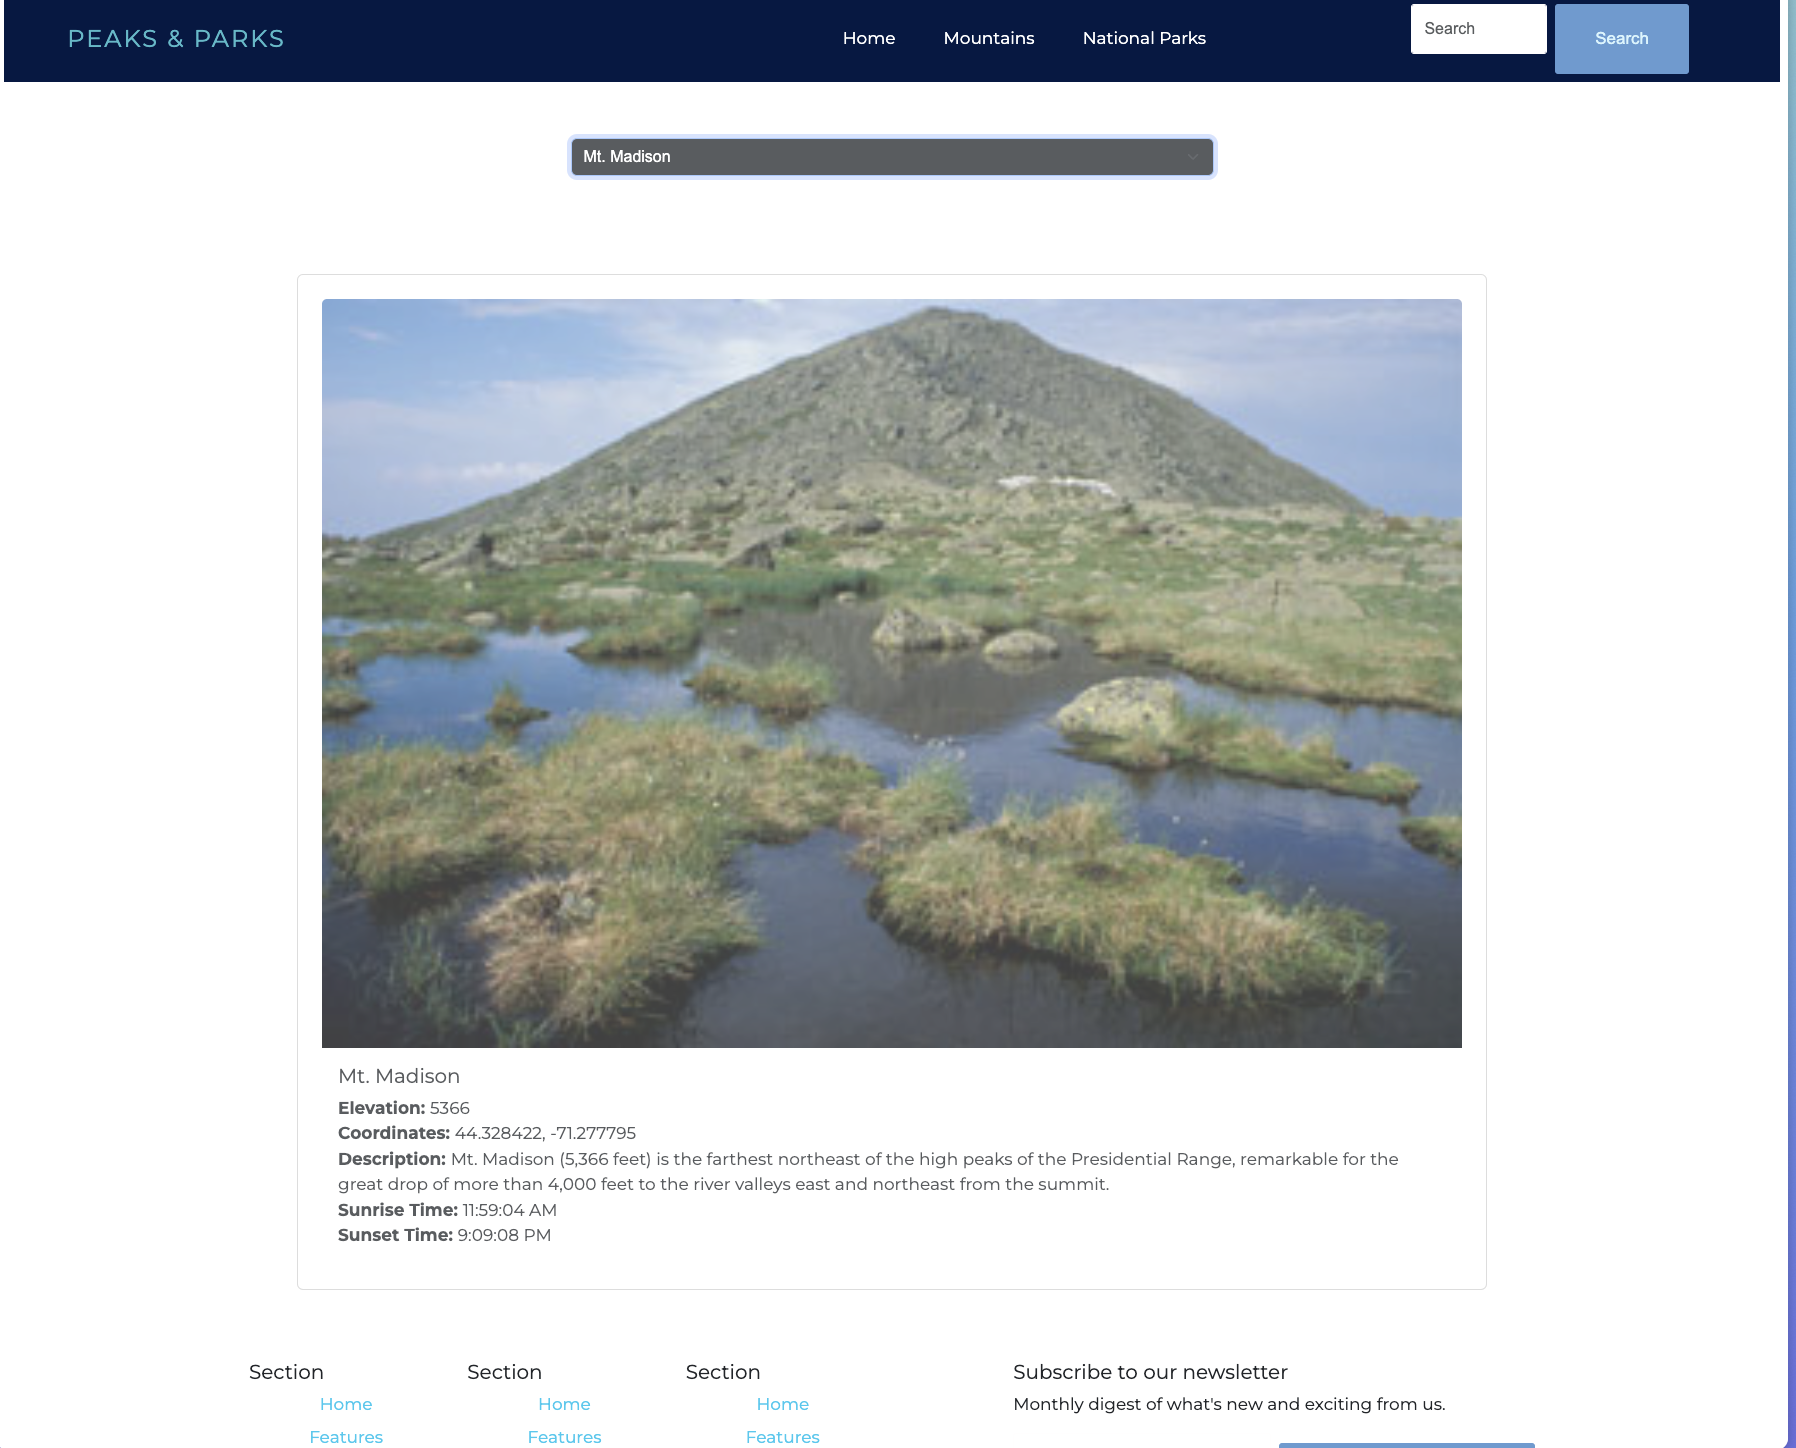 PEAKS & PARKS
Home Mountains National Parks
Search Search
Mt. Madison
Mt. Madison
Elevation: 5366
Coordinates: 44.328422, -71.277795
Description: Mt. Madison (5,366 feet) is the farthest northeast of the high peaks of the Presidential Range, remarkable for the
great drop of more than 4,000 feet to the river valleys east and northeast from the summit.
Sunrise Time: 11:59:04 AM
Sunset Time: 9:09:08 PM
Section Section Section Subscribe to our newsletter
Home Home Home Monthly digest of what's new and exciting from us.
Features Features Features